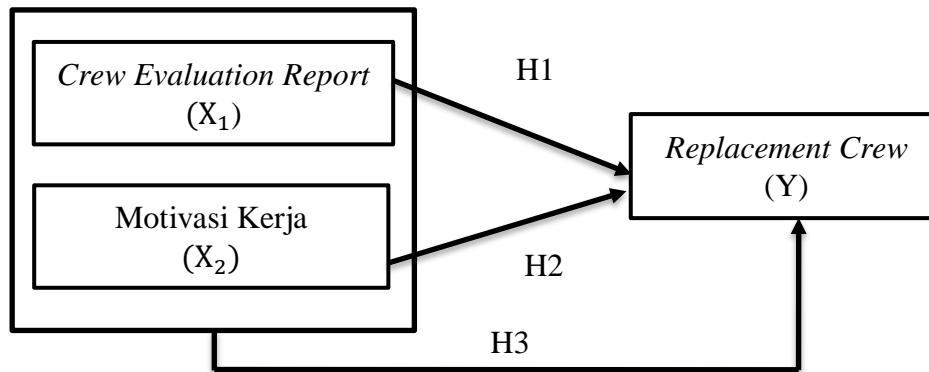 Crew Evaluation Report
(X₁)
H1
Replacement Crew
(Y)
Motivasi Kerja
(X₂)
H2
H3